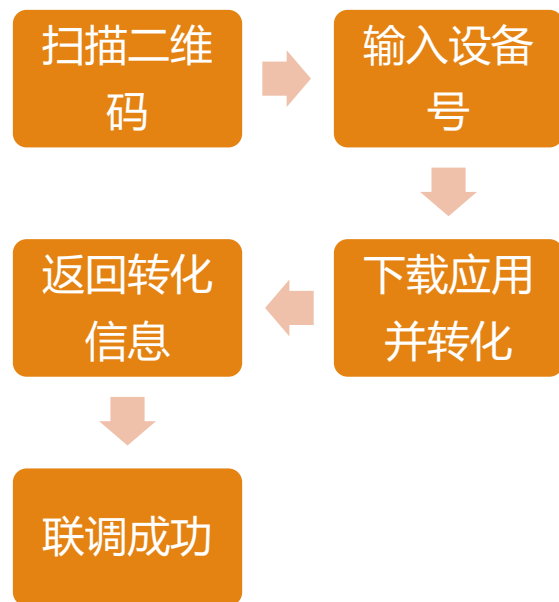 扫描二维
码
输入设备
号
下载应用
并转化
返回转化
信息
联调成功